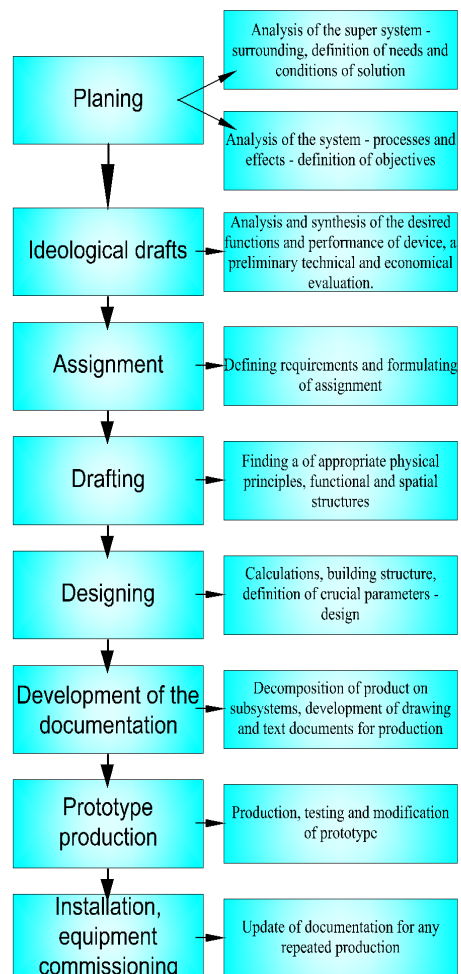 Planing
Analysis of the super system -
surrounding, definition of needs and
conditions of solution
Analysis of the system - processes and
effects - definition of objectives
Ideological drafts
Analysis and synthesis of the desired
functions and performance of device, a
preliminary technical and economical
evaluation.
Assignment
Defining requirements and formulating
of assignment
Drafting
Finding a of appropriate physical
principles, functional and spatial
structures
Designing
Calculations, building structure,
definition of crucial parameters -
design
Development of the
documentation
Decomposition of product on
subsystems, development of drawing
and text documents for production
Prototype
production
Production, testing and modification
of prototype
Installation,
equipment
commissioning
Update of documentation for any
repeated production